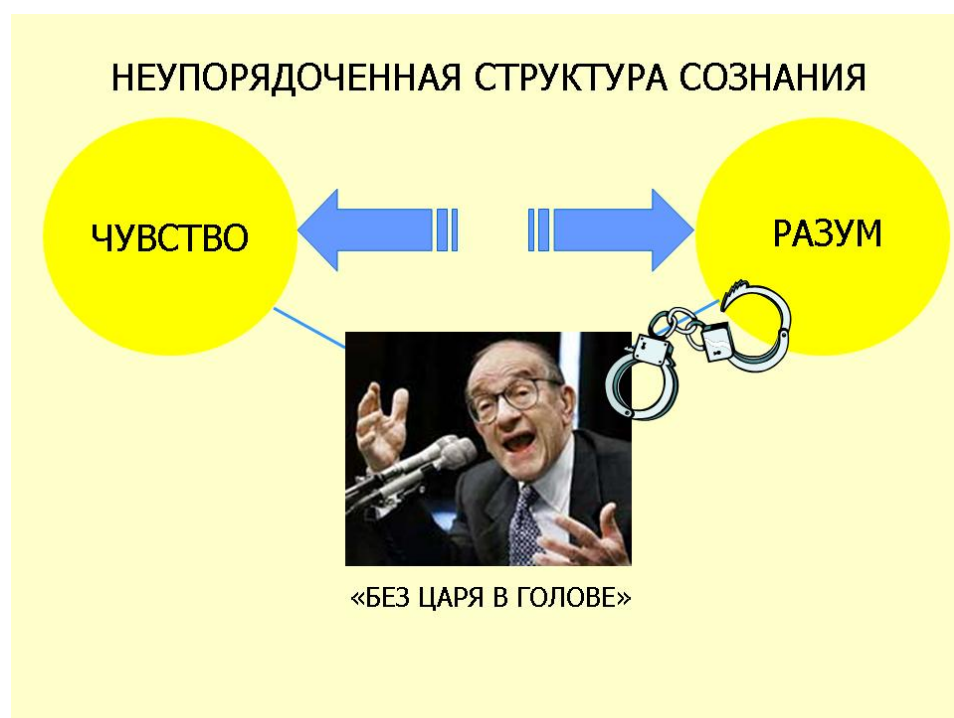 НЕУПОРЯДОЧЕННАЯ СТРУКТУРА СОЗНАНИЯ
ЧУВСТВО
РАЗУМ
«БЕЗ ЦАРЯ В ГОЛОВЕ»